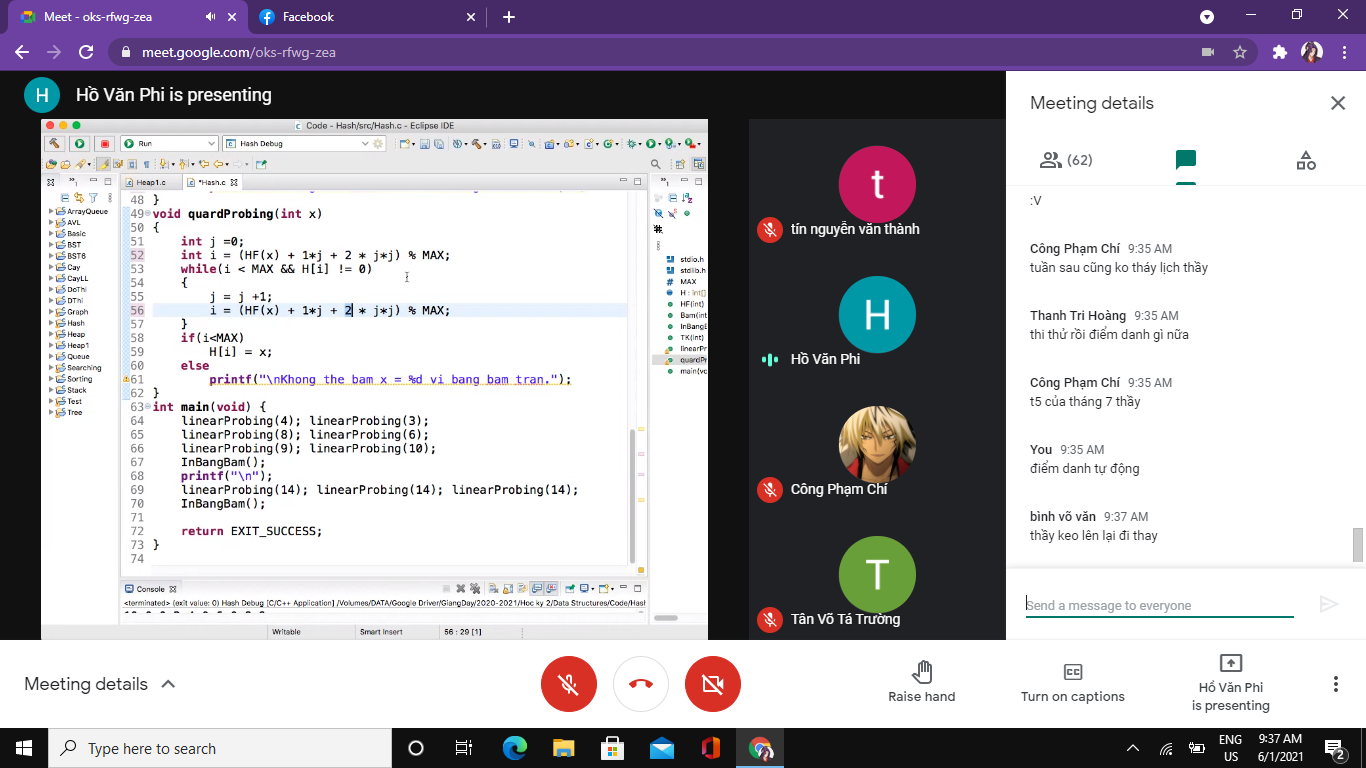 Meet - oks-rfwg-zea
Facebook
meet.google.com/oks-rfwg-zea
H
Hồ Văn Phi is presenting
Code - Hash/src/Hash.c - Eclipse IDE
Run
Hash Debug
Heap1.c
*Hash.c
ArrayQueue
AVL
Basic
BST
BST6
Cay
CayLL
DoThi
DThi
Graph
Hash
Heap
Heap1
Queue
Searching
Sorting
Stack
Test
Tree
48 }
49 void quardProbing(int x)
50 {
51 int j =0;
52 int i = (HF(x) + 1*j + 2 * j*j) % MAX;
53 while(i < MAX && H[i] != 0)
54 {
55 j = j +1;
56 i = (HF(x) + 1*j + 2 * j*j) % MAX;
57 }
58 if(i<MAX)
59 H[i] = x;
60 else
61 printf("\nKhong the bam x = %d vi bang bam tran.");
62 }
63 int main(void) {
64 linearProbing(4); linearProbing(3);
65 linearProbing(8); linearProbing(6);
66 linearProbing(9); linearProbing(10);
67 InBangBam();
68 printf("\n");
69 linearProbing(14); linearProbing(14); linearProbing(14);
70 InBangBam();
71
72 return EXIT_SUCCESS;
73 }
74
stdio.h
stdlib.h
MAX
H : int[]
HF(int)
Bam(int
InBangB
TK(int)
linearPr
quardPr
main(vo
Console
<terminated> (exit value: 0) Hash Debug [C/C++ Application] /Volumes/DATA/Google Driver/GiangDay/2020-2021/Hoc ky 2/Data Structures/Code/Hash
Writable
Smart Insert
56 : 29 [1]
t
tín nguyễn văn thành
H
Hồ Văn Phi
Công Phạm Chí
T
Tân Võ Tá Trường
Meeting details
(62)
:V
Công Phạm Chí 9:35 AM
tuần sau cũng ko tháy lịch thầy
Thanh Tri Hoàng 9:35 AM
thi thử rồi điểm danh gì nữa
Công Phạm Chí 9:35 AM
t5 của tháng 7 thầy
You 9:35 AM
điểm danh tự động
bình võ văn 9:37 AM
thầy keo lên lại đi thay
Send a message to everyone
Meeting details
Raise hand
Turn on captions
Hồ Văn Phi
is presenting
Type here to search
ENG
US
9:37 AM
6/1/2021
2